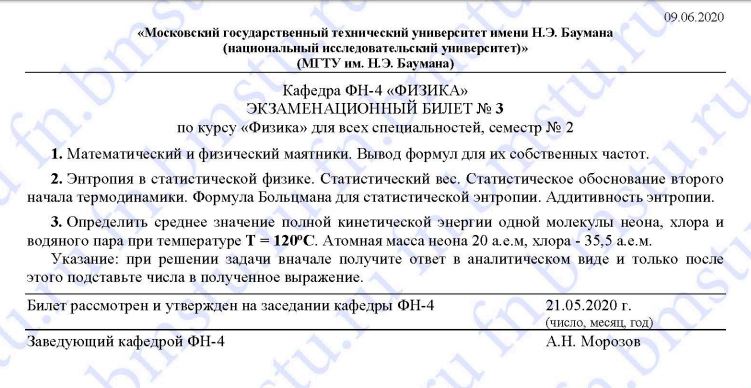 09.06.2020
«Московский государственный технический университет имени Н.Э. Баумана
(национальный исследовательский университет)»
(МГТУ им. Н.Э. Баумана)
Кафедра ФН-4 «ФИЗИКА»
ЭКЗАМЕНАЦИОННЫЙ БИЛЕТ № 3
по курсу «Физика» для всех специальностей, семестр № 2
1. Математический и физический маятники. Вывод формул для их собственных частот.
2. Энтропия в статистической физике. Статистический вес. Статистическое обоснование второго
начала термодинамики. Формула Больцмана для статистической энтропии. Аддитивность энтропии.
3. Определить среднее значение полной кинетической энергии одной молекулы неона, хлора и
водяного пара при температуре T = 120⁰C. Атомная масса неона 20 а.е.м, хлора - 35,5 а.е.м.
Указание: при решении задачи вначале получите ответ в аналитическом виде и только после
этого подставьте числа в полученное выражение.
Билет рассмотрен и утвержден на заседании кафедры ФН-4 21.05.2020 г.
(число, месяц, год)
Заведующий кафедрой ФН-4 А.Н. Морозов
fn.bmstu.ru